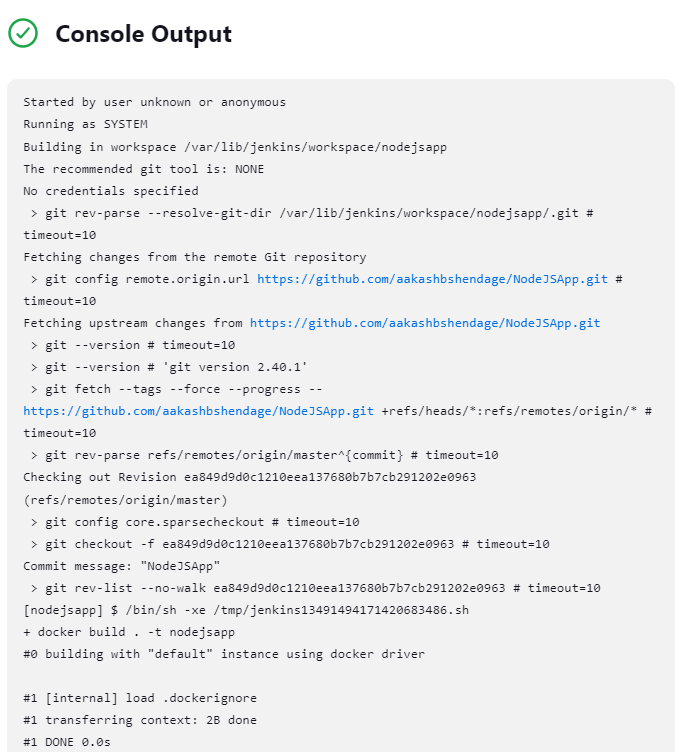 Console Output
Started by user unknown or anonymous
Running as SYSTEM
Building in workspace /var/lib/jenkins/workspace/nodejsapp
The recommended git tool is: NONE
No credentials specified
 > git rev-parse --resolve-git-dir /var/lib/jenkins/workspace/nodejsapp/.git #
timeout=10
Fetching changes from the remote Git repository
 > git config remote.origin.url https://github.com/aakashbshendage/NodeJSApp.git #
timeout=10
Fetching upstream changes from https://github.com/aakashbshendage/NodeJSApp.git
 > git --version # timeout=10
 > git --version # 'git version 2.40.1'
 > git fetch --tags --force --progress --
https://github.com/aakashbshendage/NodeJSApp.git +refs/heads/*:refs/remotes/origin/* #
timeout=10
 > git rev-parse refs/remotes/origin/master^{commit} # timeout=10
Checking out Revision ea849d9d0c1210eea137680b7b7cb291202e0963
(refs/remotes/origin/master)
 > git config core.sparsecheckout # timeout=10
 > git checkout -f ea849d9d0c1210eea137680b7b7cb291202e0963 # timeout=10
Commit message: "NodeJSApp"
 > git rev-list --no-walk ea849d9d0c1210eea137680b7b7cb291202e0963 # timeout=10
[nodejsapp] $ /bin/sh -xe /tmp/jenkins13491494171420683486.sh
+ docker build . -t nodejsapp
#0 building with "default" instance using docker driver

#1 [internal] load .dockerignore
#1 transferring context: 2B done
#1 DONE 0.0s